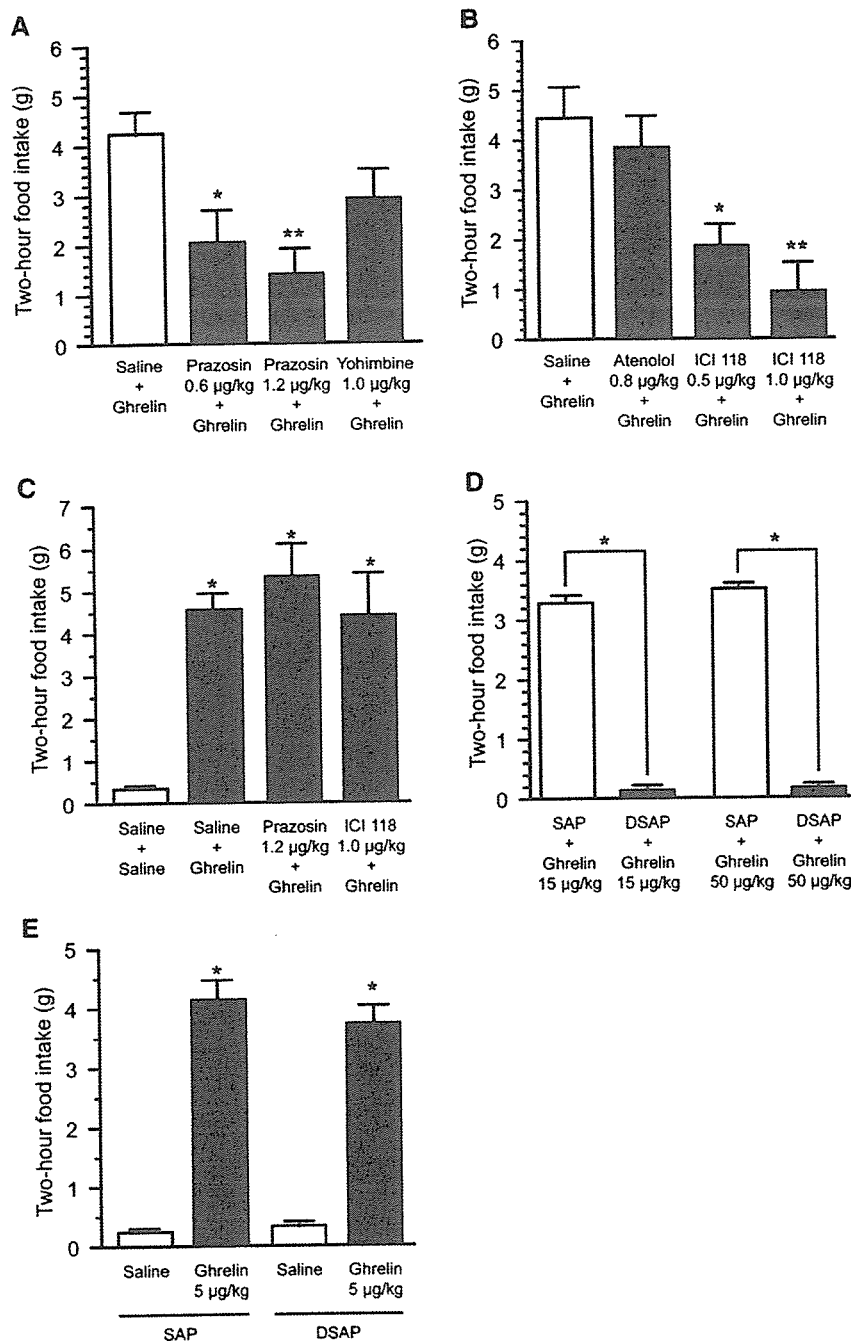 A
Two-hour food intake (g)
6
5
4
3
2
1
0
*
**
Saline
+
Ghrelin
Prazosin
0.6 µg/kg
+
Ghrelin
Prazosin
1.2 µg/kg
+
Ghrelin
Yohimbine
1.0 µg/kg
+
Ghrelin
B
Two-hour food intake (g)
6
5
4
3
2
1
0
*
**
Saline
+
Ghrelin
Atenolol
0.8 µg/kg
+
Ghrelin
ICI 118
0.5 µg/kg
+
Ghrelin
ICI 118
1.0 µg/kg
+
Ghrelin
C
Two-hour food intake (g)
7
6
5
4
3
2
1
0
*
*
*
Saline
+
Saline
Saline
+
Ghrelin
Prazosin
1.2 µg/kg
+
Ghrelin
ICI 118
1.0 µg/kg
+
Ghrelin
D
Two-hour food intake (g)
5
4
3
2
1
0
*
*
SAP
+
Ghrelin
15 µg/kg
DSAP
+
Ghrelin
15 µg/kg
SAP
+
Ghrelin
50 µg/kg
DSAP
+
Ghrelin
50 µg/kg
E
Two-hour food intake (g)
5
4
3
2
1
0
*
*
Saline
Ghrelin
5 µg/kg
Saline
Ghrelin
5 µg/kg
SAP
DSAP